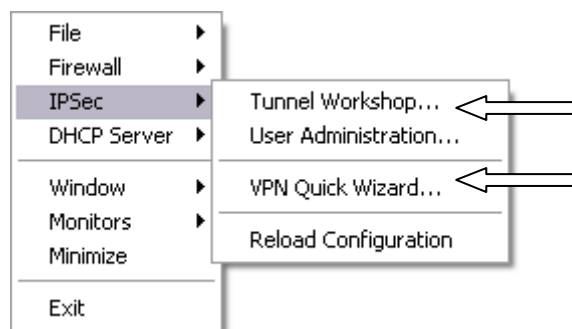 File
Firewall
IPSec
DHCP Server
Window
Monitors
Minimize
Exit
Tunnel Workshop...
User Administration...
VPN Quick Wizard...
Reload Configuration